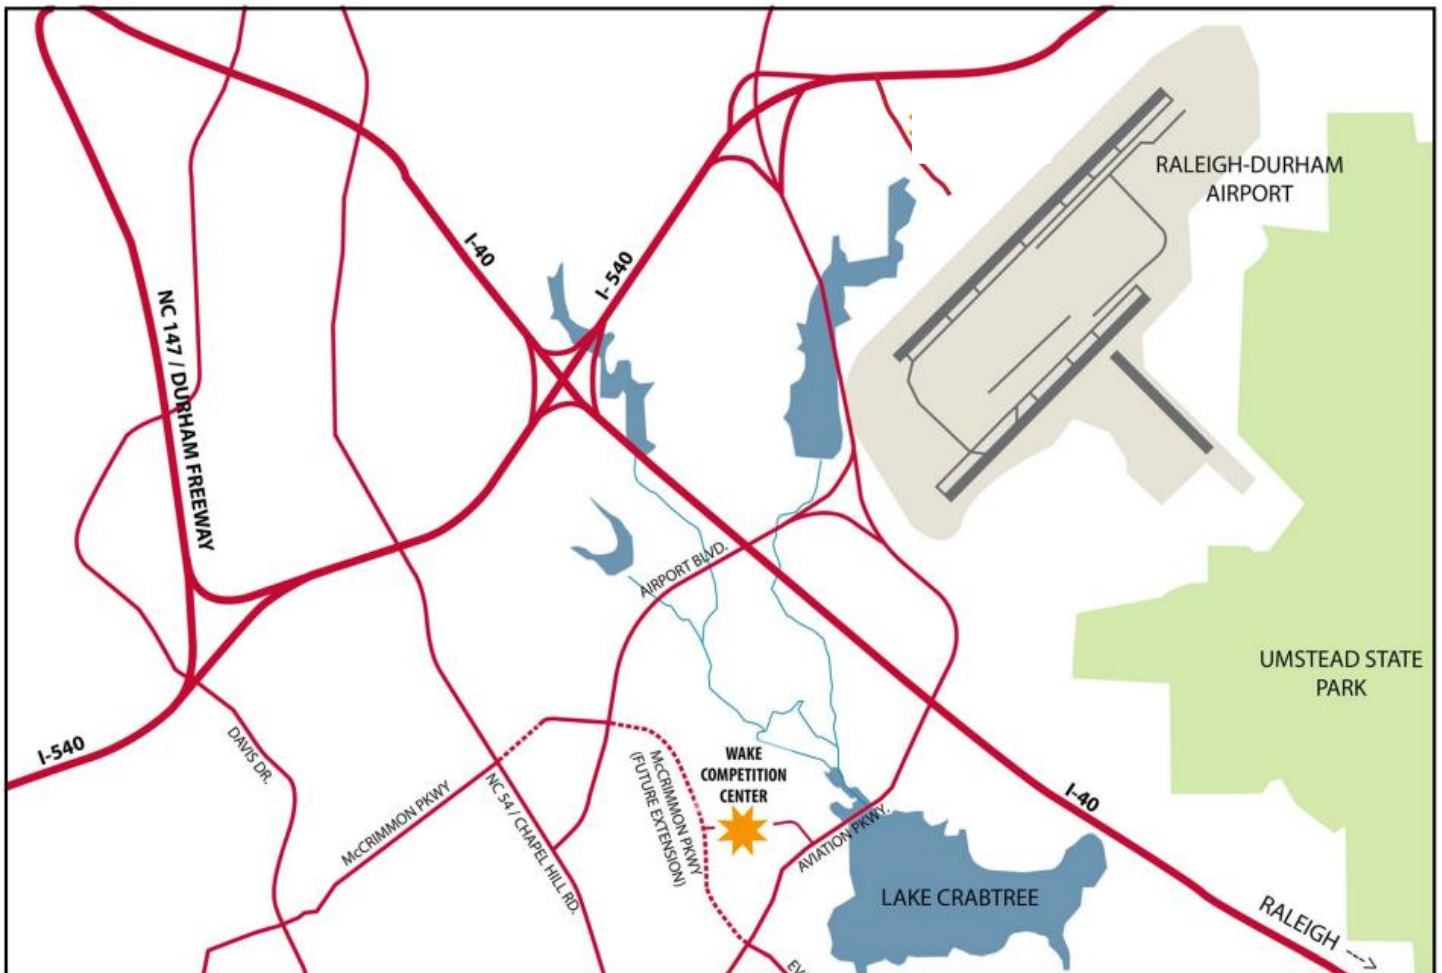 RALEIGH-DURHAM
AIRPORT
I-40
I- 540
NC 147 / DURHAM FREEWAY
AIRPORT BLVD.
UMSTEAD STATE
PARK
I-540
DAVIS DR.
McCRIMMON PKWY
NC 54 / CHAPEL HILL RD.
McCRIMMON PKWY
(FUTURE EXTENSION)
WAKE
COMPETITION
CENTER
AVIATION PKWY.
I-40
LAKE CRABTREE
RALEIGH --->